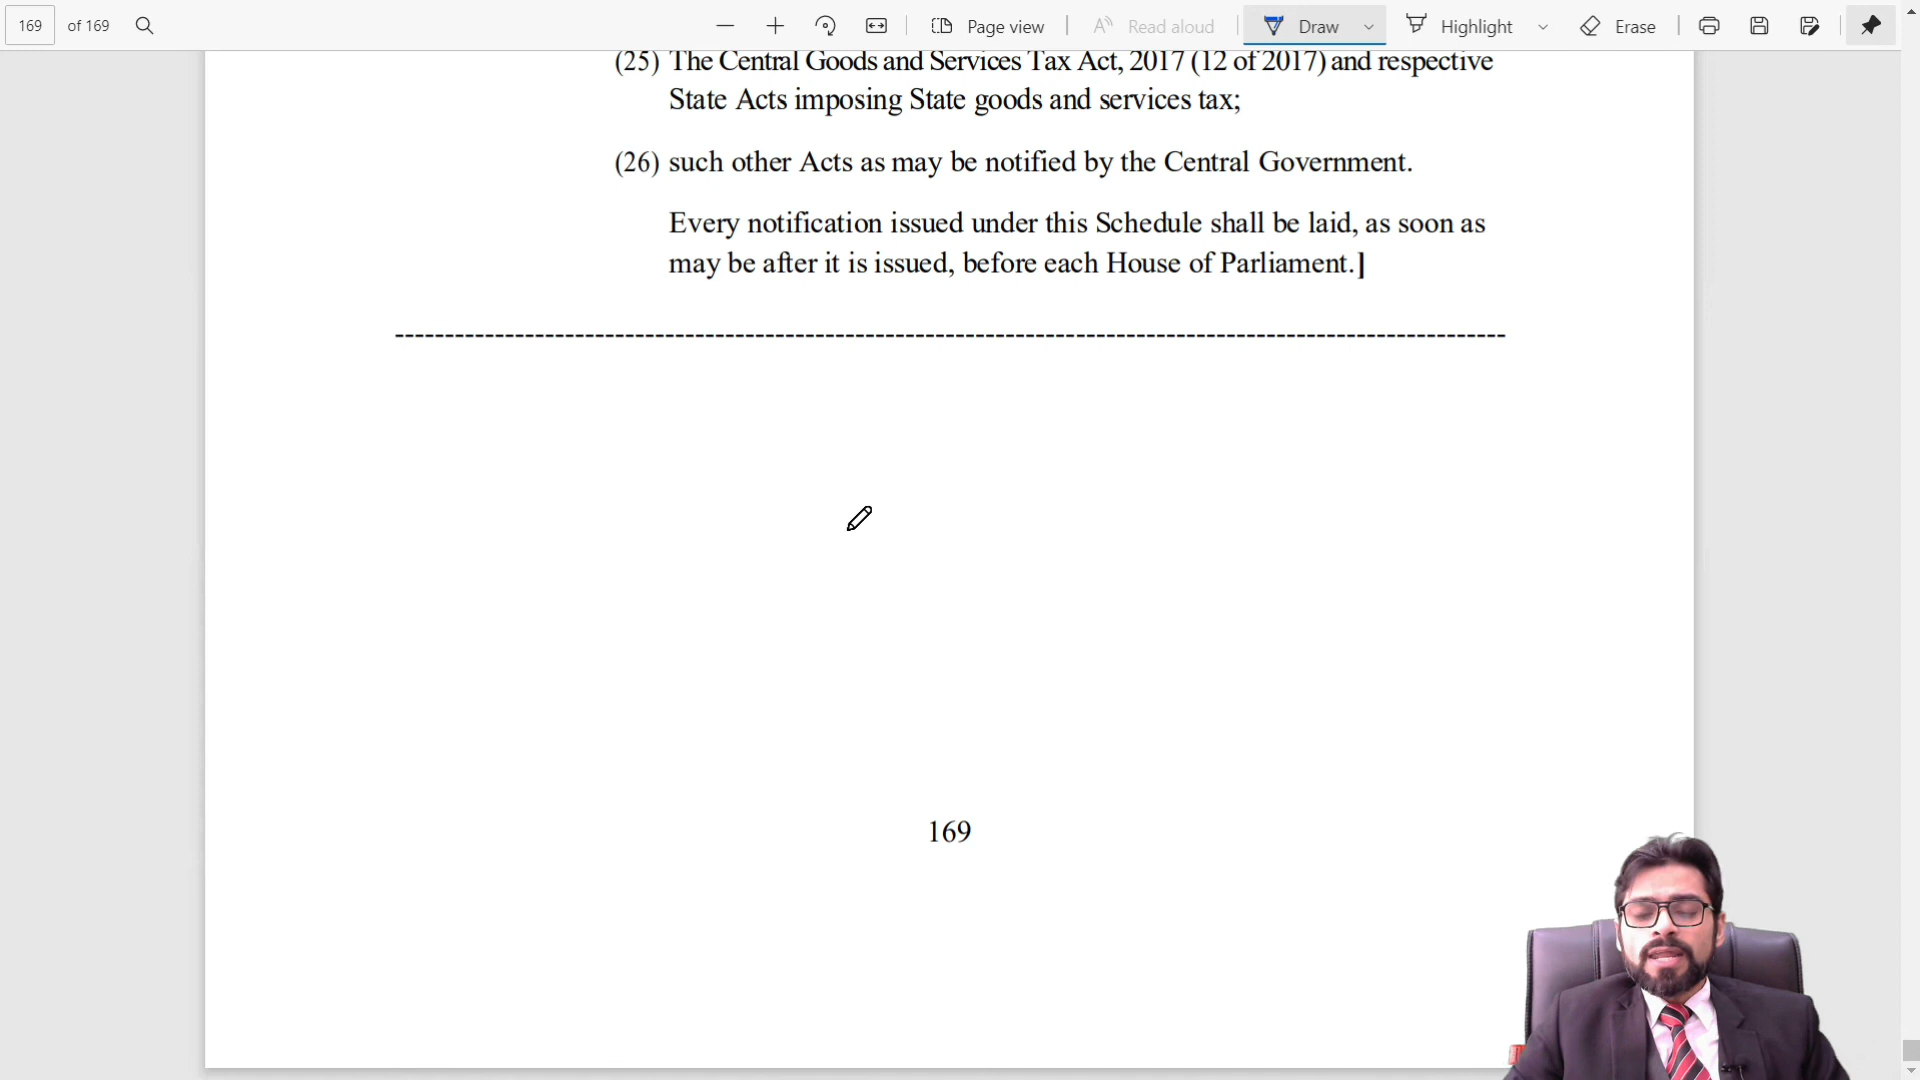 169 of 169 Page view Read aloud Draw Highlight Erase
(25) The Central Goods and Services Tax Act, 2017 (12 of 2017) and respective
State Acts imposing State goods and services tax;
(26) such other Acts as may be notified by the Central Government.
Every notification issued under this Schedule shall be laid, as soon as
may be after it is issued, before each House of Parliament.]
169